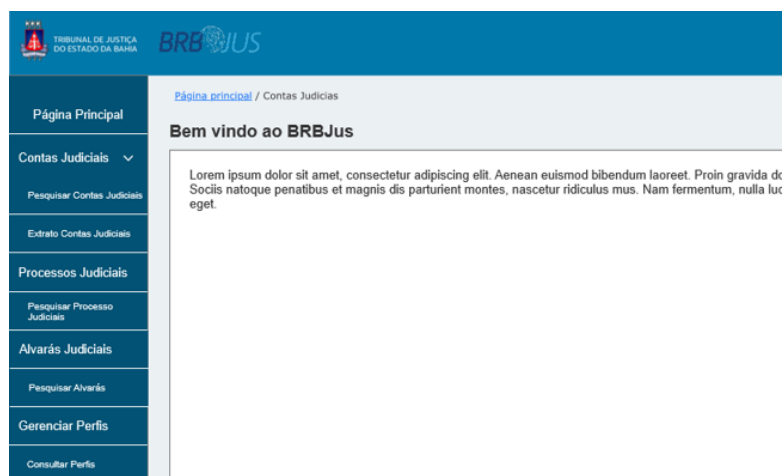 TRIBUNAL DE JUSTIÇA
DO ESTADO DA BAHIA
BRBJUS
Página principal / Contas Judicias
Bem vindo ao BRBJus
Página Principal
Contas Judiciais
Pesquisar Contas Judiciais
Extrato Contas Judiciais
Processos Judiciais
Pesquisar Processo
Judiciais
Alvarás Judiciais
Pesquisar Alvarás
Gerenciar Perfis
Consultar Perfis
Lorem ipsum dolor sit amet, consectetur adipiscing elit. Aenean euismod bibendum laoreet. Proin gravida do
Sociis natoque penatibus et magnis dis parturient montes, nascetur ridiculus mus. Nam fermentum, nulla luc
eget.